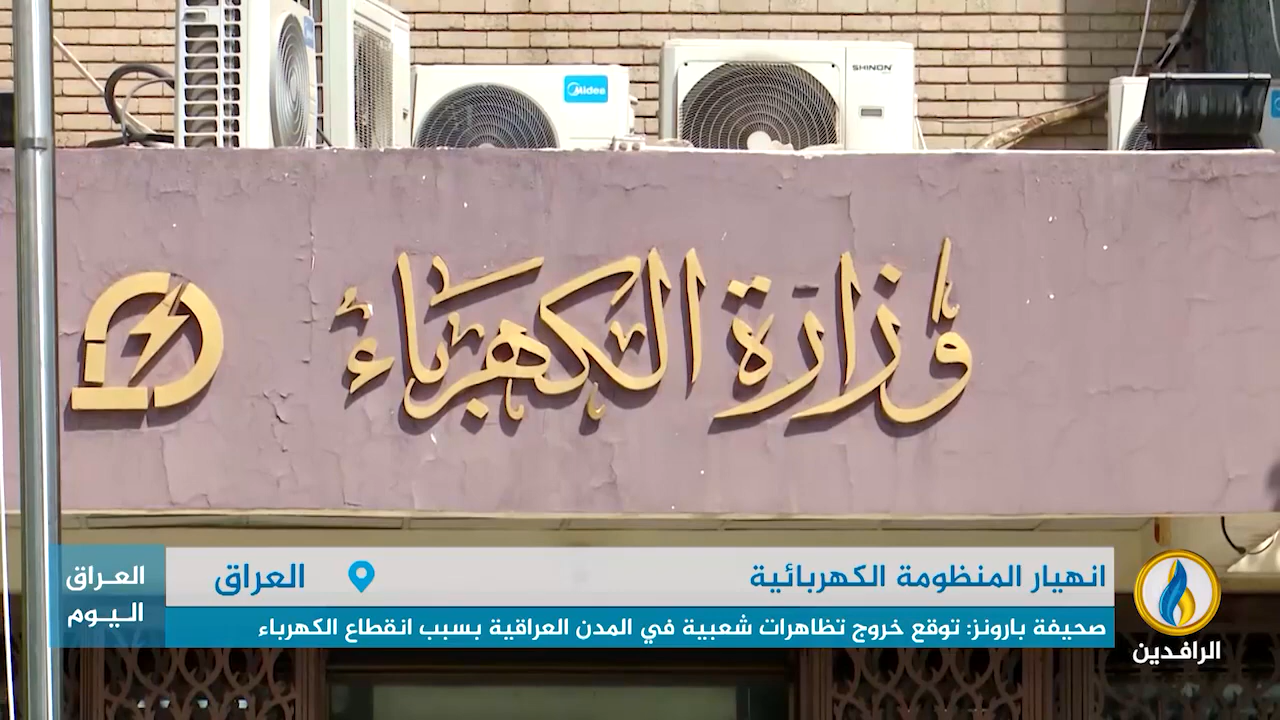 Midea
SHINON
وزارة الكهرباء
انهيار المنظومة الكهربائية
العراق
صحيفة بارونز: توقع خروج تظاهرات شعبية في المدن العراقية بسبب انقطاع الكهرباء
العراق
اليوم
الرافدين